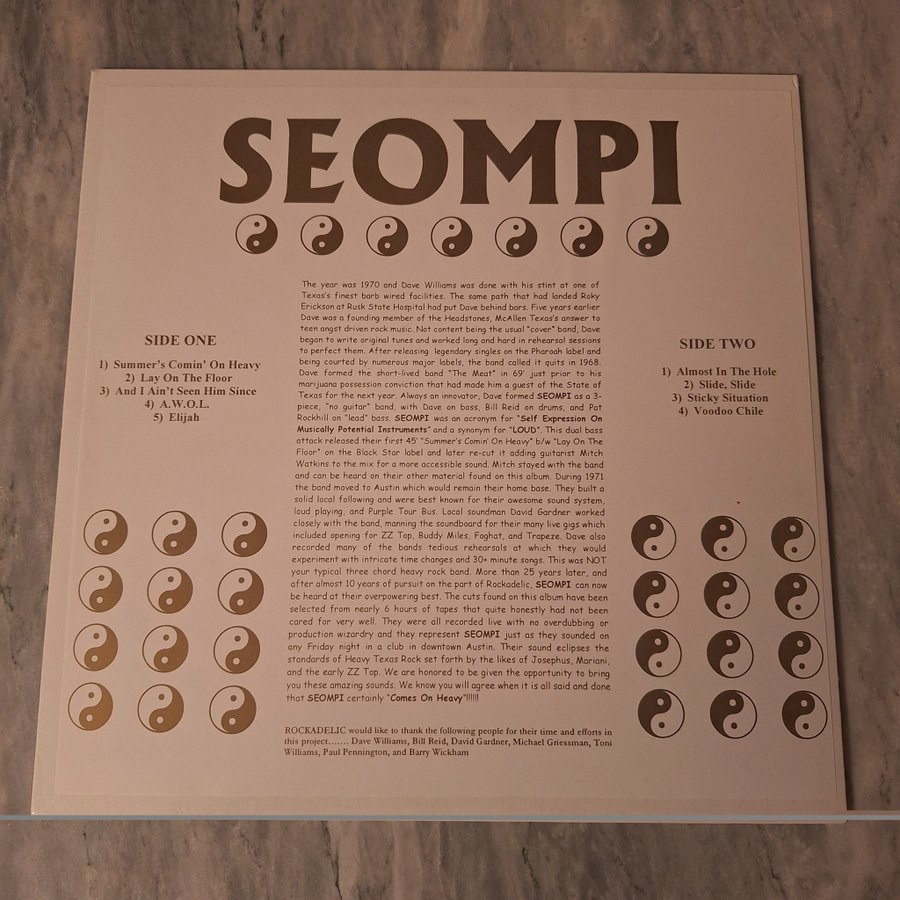 SEOMPI
The year was 1970 and Dave Williams was done with his stint at one of
Texas's finest barb wired facilities. The same path that had landed Roky
Erickson at Rusk State Hospital had put Dave behind bars. Five years earlier
Dave was a founding member of the Headstones, McAllen Texas's answer to
teen angst driven rock music. Not content being the usual "cover" band, Dave
began to write original tunes and worked long and hard in rehearsal sessions
to perfect them. After releasing legendary singles on the Pharoah label and
being courted by numerous major labels, the band called it quits in 1968.
Dave formed the short-lived band "The Meat" in 69' just prior to his
marijuana possession conviction that had made him a guest of the State of
Texas for the next year. Always an innovator, Dave formed SEOMPI as a 3-
piece, "no guitar" band, with Dave on bass, Bill Reid on drums, and Pat
Rockhill on "lead" bass. SEOMPI was an acronym for "Self Expression On
Musically Potential Instruments" and a synonym for "LOUD". This dual bass
attack released their first 45' "Summer's Comin' On Heavy" b/w "Lay On The
Floor" on the Black Star label and later re-cut it adding guitarist Mitch
Watkins to the mix for a more accessible sound. Mitch stayed with the band
and can be heard on their other material found on this album. During 1971
the band moved to Austin which would remain their home base. They built a
solid local following and were best known for their awesome sound system,
loud playing, and Purple Tour Bus. Local soundman David Gardner worked
closely with the band, manning the soundboard for their many live gigs which
included opening for ZZ Top, Buddy Miles, Foghat, and Trapeze. Dave also
recorded many of the bands tedious rehearsals at which they would
experiment with intricate time changes and 30+ minute songs. This was NOT
your typical three chord heavy rock band. More than 25 years later, and
after almost 10 years of pursuit on the part of Rockadelic, SEOMPI can now
be heard at their overpowering best. The cuts found on this album have been
selected from nearly 6 hours of tapes that quite honestly had not been
cared for very well. They were all recorded live with no overdubbing or
production wizardry and they represent SEOMPI just as they sounded on
any Friday night in a club in downtown Austin. Their sound eclipses the
standards of Heavy Texas Rock set forth by the likes of Josephus, Mariani,
and the early ZZ Top. We are honored to be given the opportunity to bring
you these amazing sounds. We know you will agree when it is all said and done
that SEOMPI certainly "Comes On Heavy"!!!!!!
SIDE ONE
1) Summer's Comin' On Heavy
2) Lay On The Floor
3) And I Ain't Seen Him Since
4) A.W.O.L.
5) Elijah
SIDE TWO
1) Almost In The Hole
2) Slide, Slide
3) Sticky Situation
4) Voodoo Chile
ROCKADELIC would like to thank the following people for their time and efforts in
this project....... Dave Williams, Bill Reid, David Gardner, Michael Griessman, Toni
Williams, Paul Pennington, and Barry Wickham